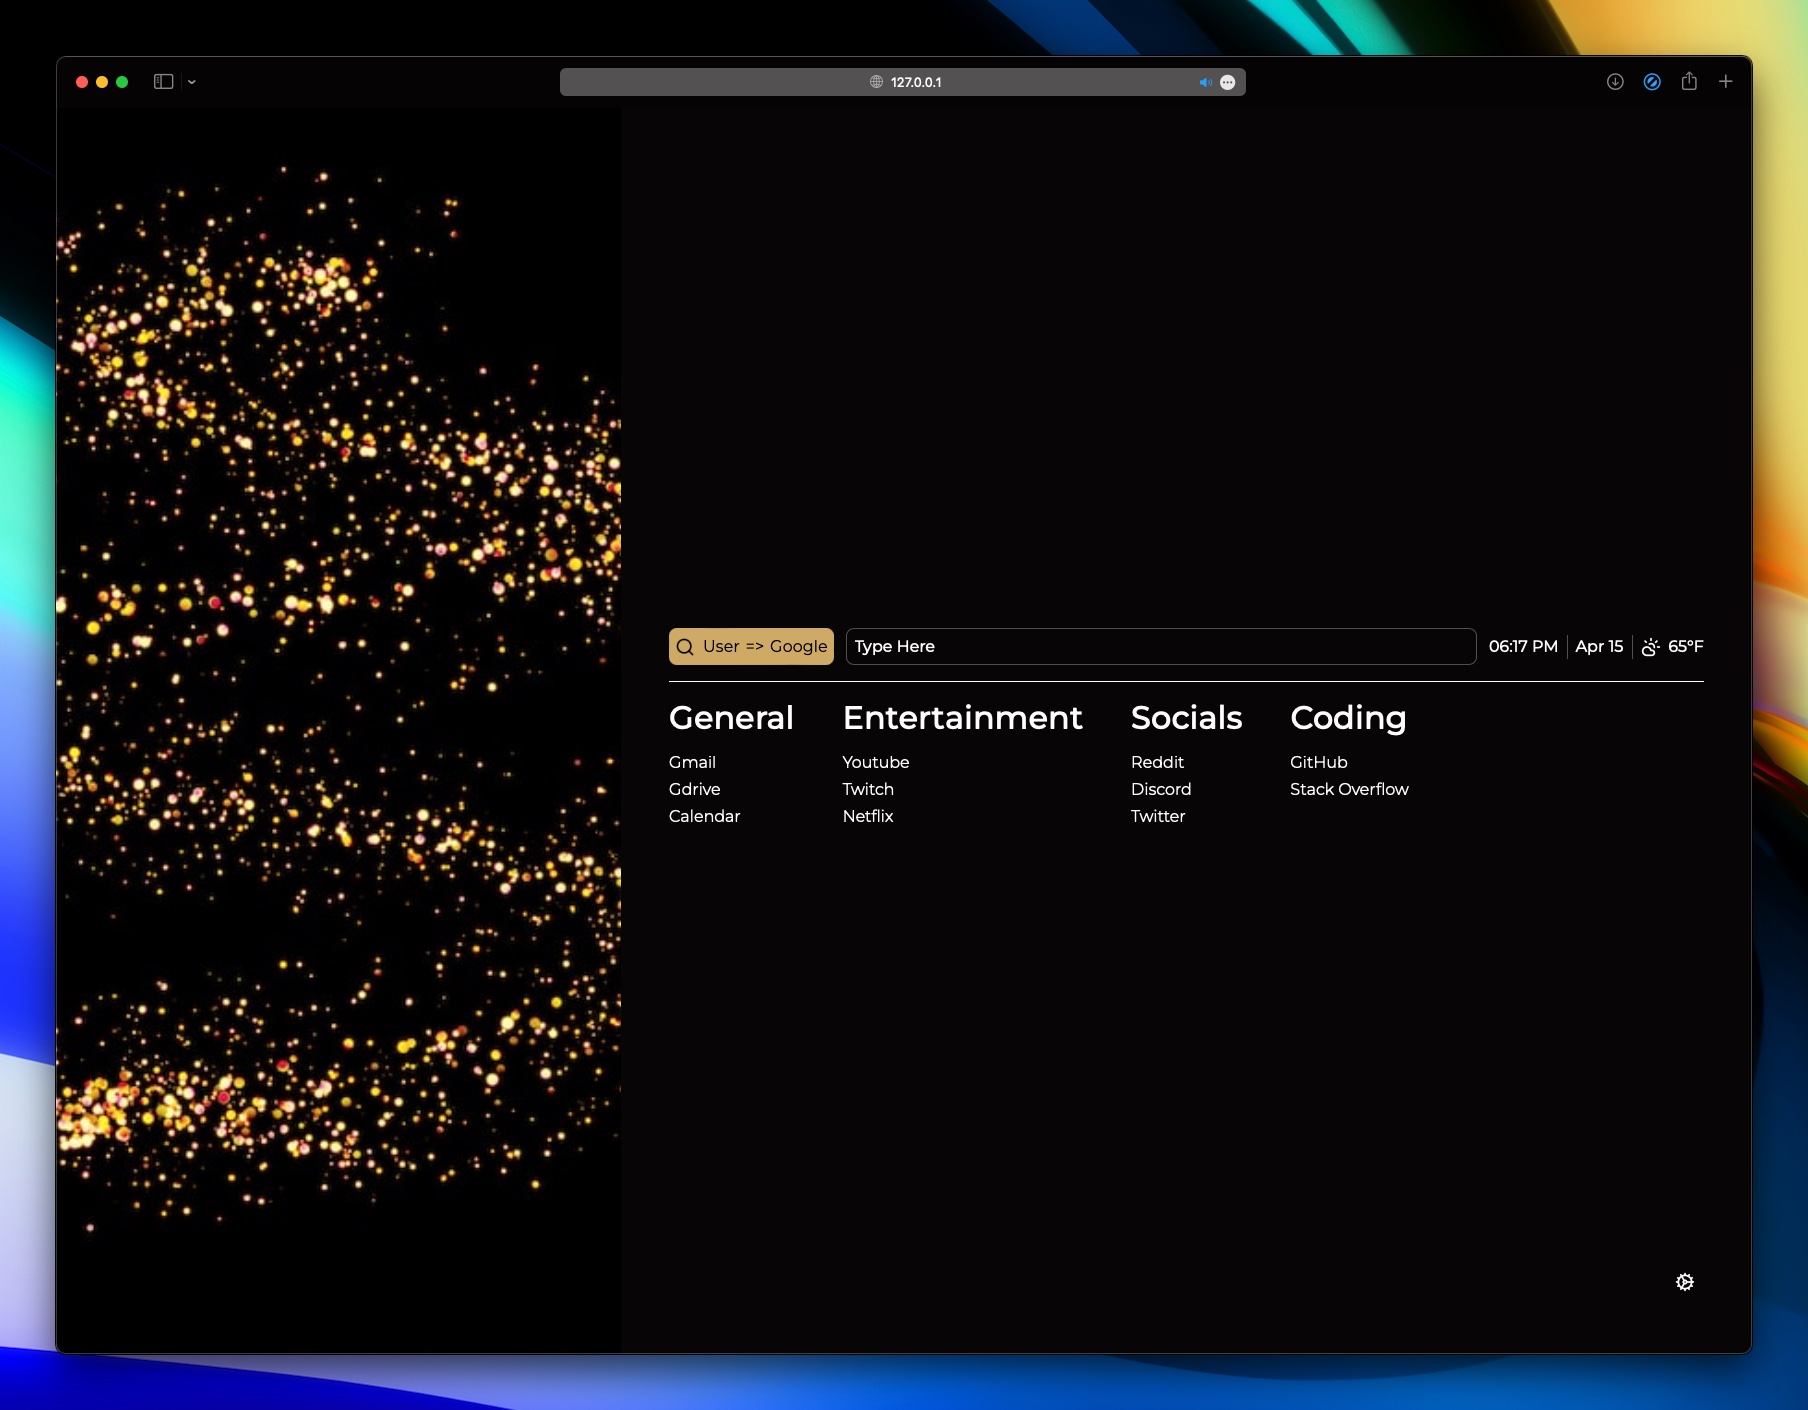 127.0.0.1
User => Google Type Here 06:17 PM Apr 15 65°F
General Entertainment Socials Coding
Gmail Youtube Reddit GitHub
Gdrive Twitch Discord Stack Overflow
Calendar Netflix Twitter